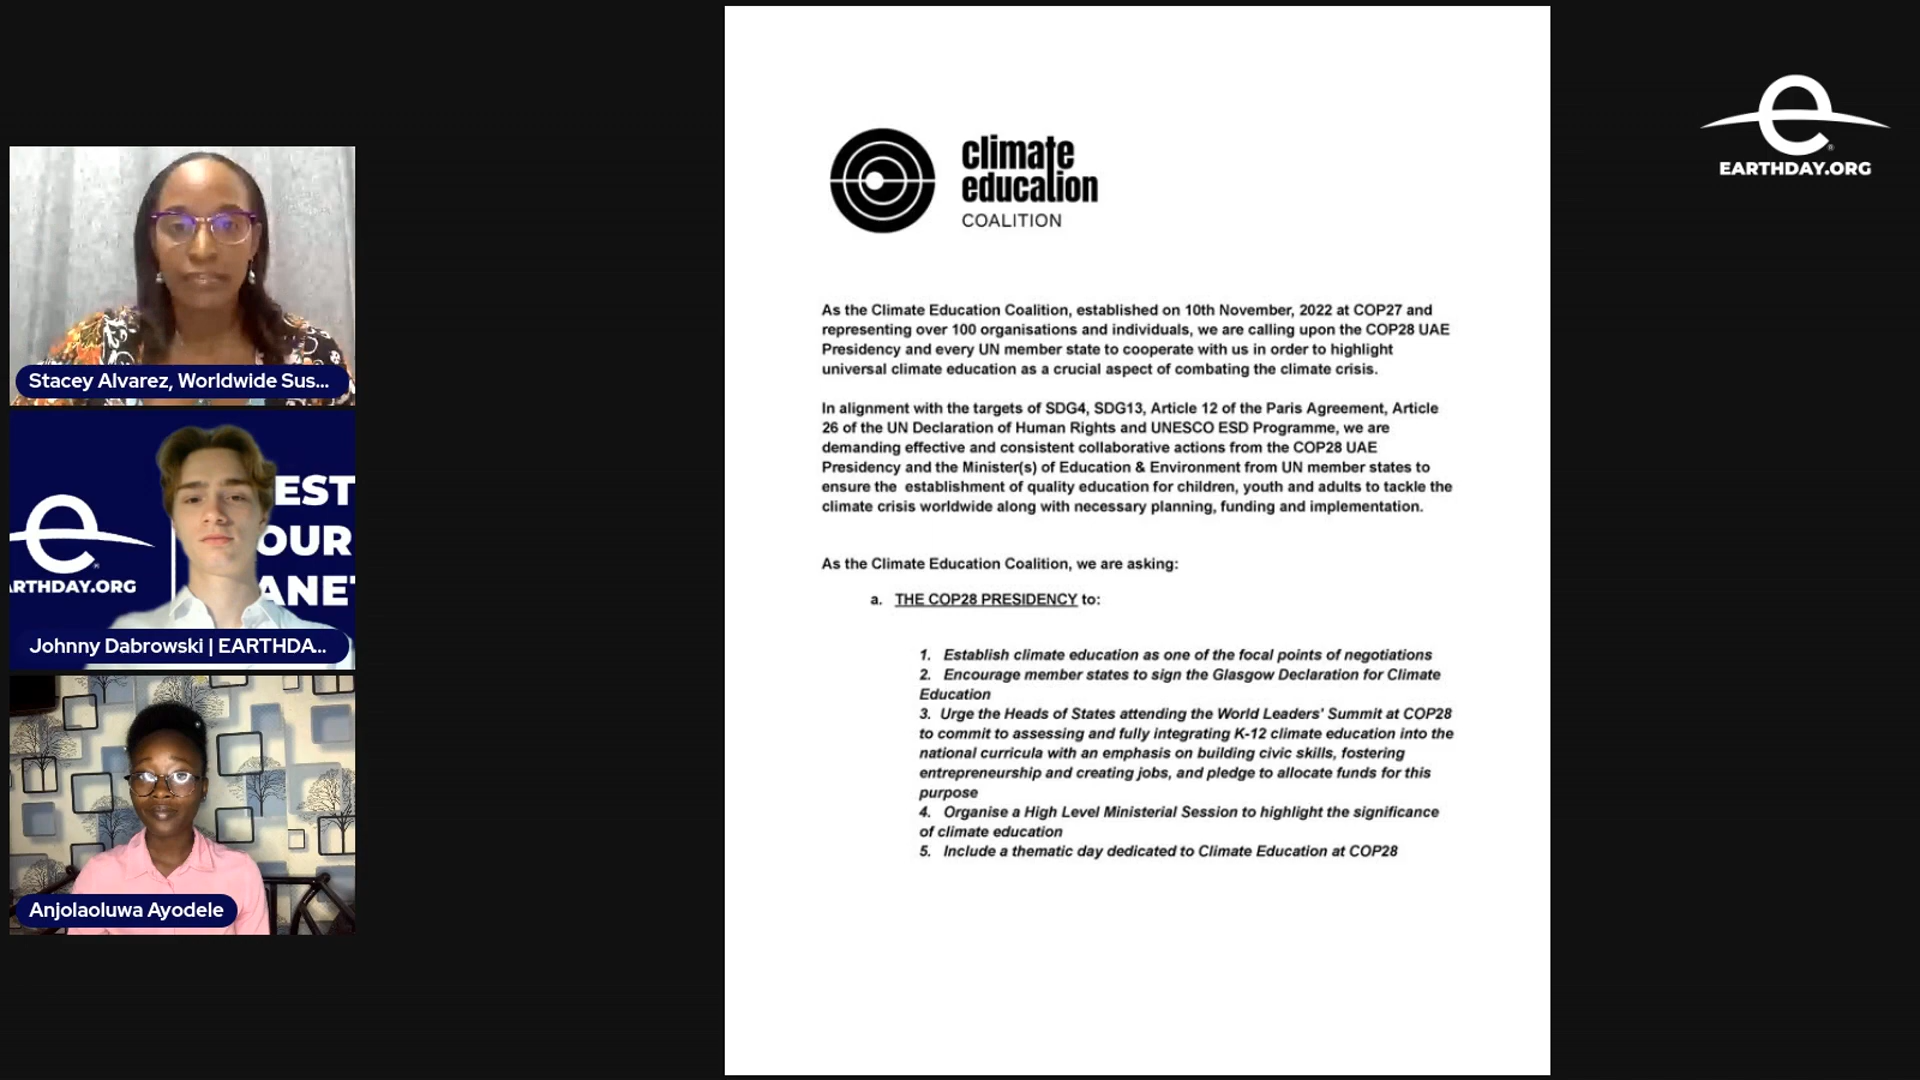 Stacey Alvarez, Worldwide Sus...
EST
OUR
ANET
ARTHDAY.ORG
Johnny Dabrowski | EARTHDA...
Anjolaoluwa Ayodele
climate
education
COALITION
As the Climate Education Coalition, established on 10th November, 2022 at COP27 and
representing over 100 organisations and individuals, we are calling upon the COP28 UAE
Presidency and every UN member state to cooperate with us in order to highlight
universal climate education as a crucial aspect of combating the climate crisis.
In alignment with the targets of SDG4, SDG13, Article 12 of the Paris Agreement, Article
26 of the UN Declaration of Human Rights and UNESCO ESD Programme, we are
demanding effective and consistent collaborative actions from the COP28 UAE
Presidency and the Minister(s) of Education & Environment from UN member states to
ensure the establishment of quality education for children, youth and adults to tackle the
climate crisis worldwide along with necessary planning, funding and implementation.
As the Climate Education Coalition, we are asking:
a. THE COP28 PRESIDENCY to:
1. Establish climate education as one of the focal points of negotiations
2. Encourage member states to sign the Glasgow Declaration for Climate
Education
3. Urge the Heads of States attending the World Leaders' Summit at COP28
to commit to assessing and fully integrating K-12 climate education into the
national curricula with an emphasis on building civic skills, fostering
entrepreneurship and creating jobs, and pledge to allocate funds for this
purpose
4. Organise a High Level Ministerial Session to highlight the significance
of climate education
5. Include a thematic day dedicated to Climate Education at COP28
e
EARTHDAY.ORG